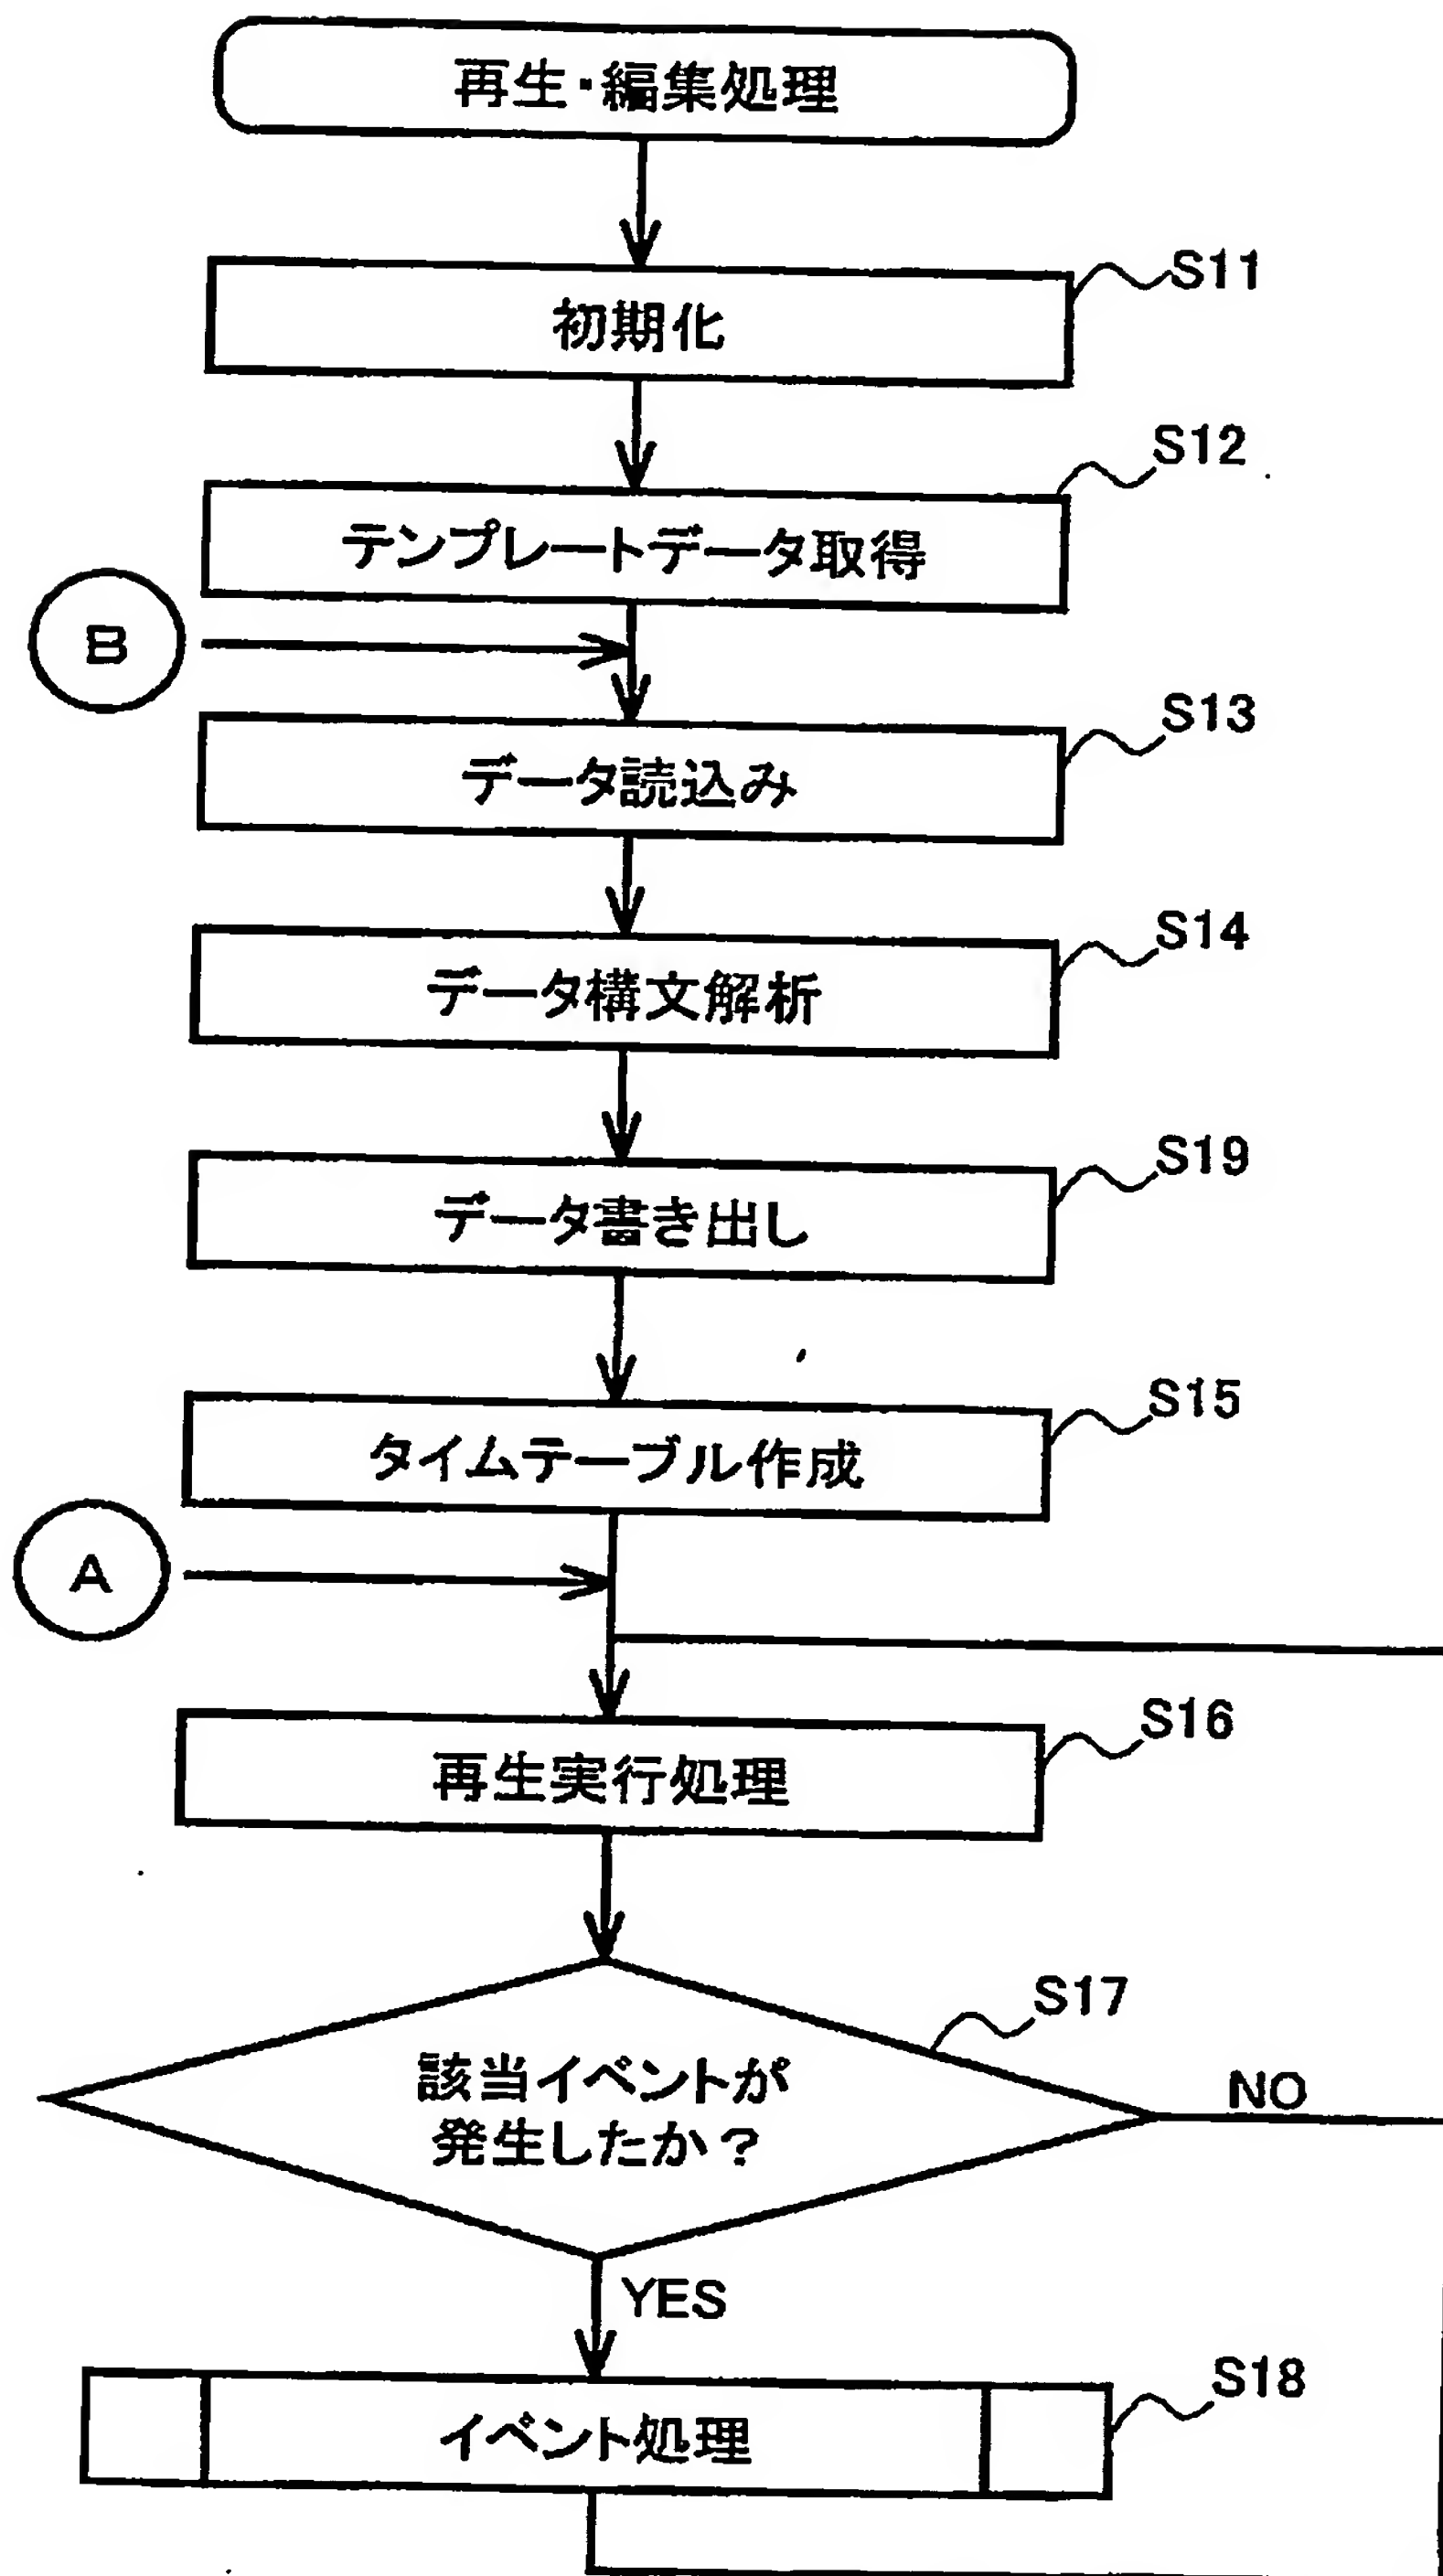 再生・編集処理
S11
初期化
S12
テンプレートデータ取得
B
S13
データ読込み
S14
データ構文解析
S19
データ書き出し
S15
タイムテーブル作成
A
S16
再生実行処理
S17
該当イベントが
発生したか？
NO
YES
S18
イベント処理